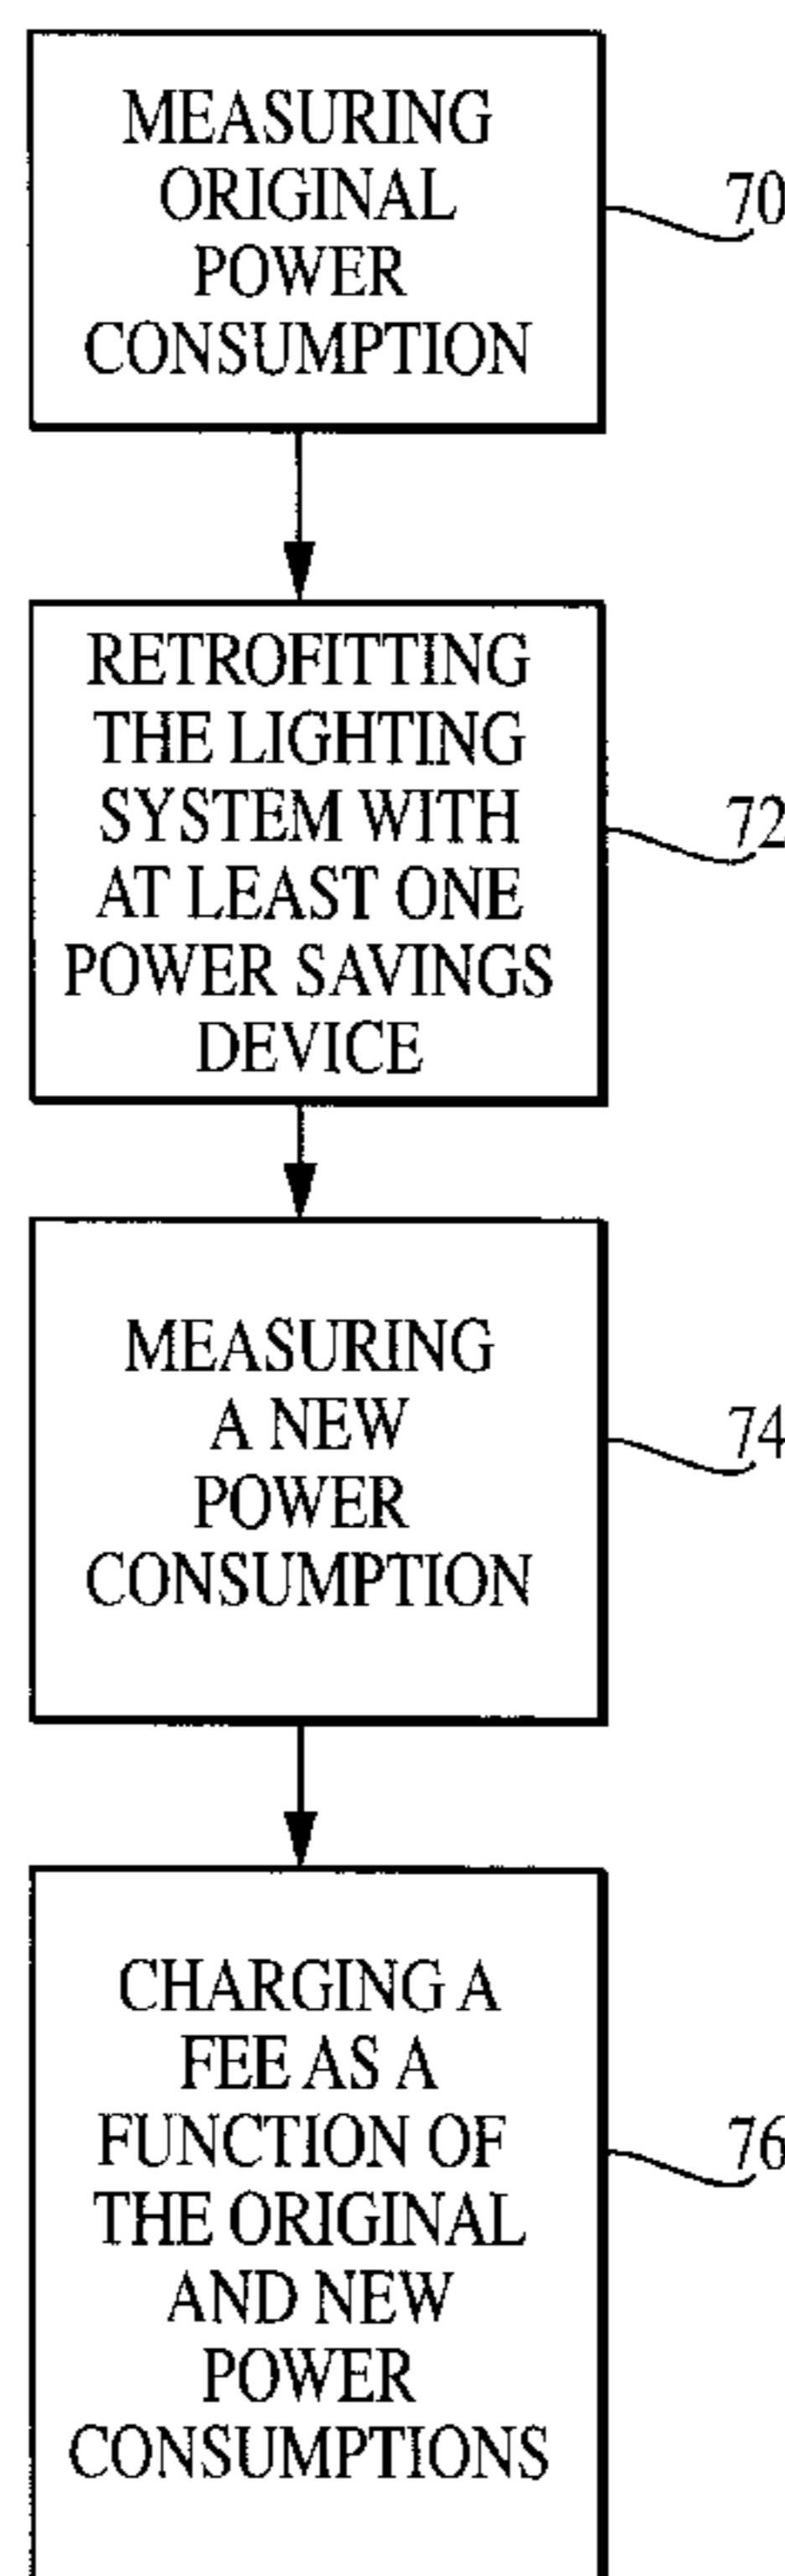 MEASURING
ORIGINAL
POWER
CONSUMPTION
70
RETROFITTING
THE LIGHTING
SYSTEM WITH
AT LEAST ONE
POWER SAVINGS
DEVICE
72
MEASURING
A NEW
POWER
CONSUMPTION
74
CHARGING A
FEE AS A
FUNCTION OF
THE ORIGINAL
AND NEW
POWER
CONSUMPTIONS
76